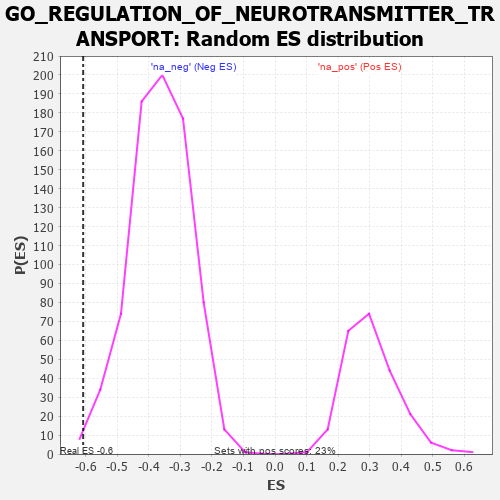 GO_REGULATION_OF_NEUROTRANSMITTER_TR
ANSPORT: Random ES distribution
'na_neg' (Neg ES)
'na_pos' (Pos ES)
P(ES)
210
200
190
180
170
160
150
140
130
120
110
100
90
80
70
60
50
40
30
20
10
0
Real ES -0.6
Sets with pos scores: 23%
-0.6 -0.5 -0.4 -0.3 -0.2 -0.1 0.0 0.1 0.2 0.3 0.4 0.5 0.6
ES